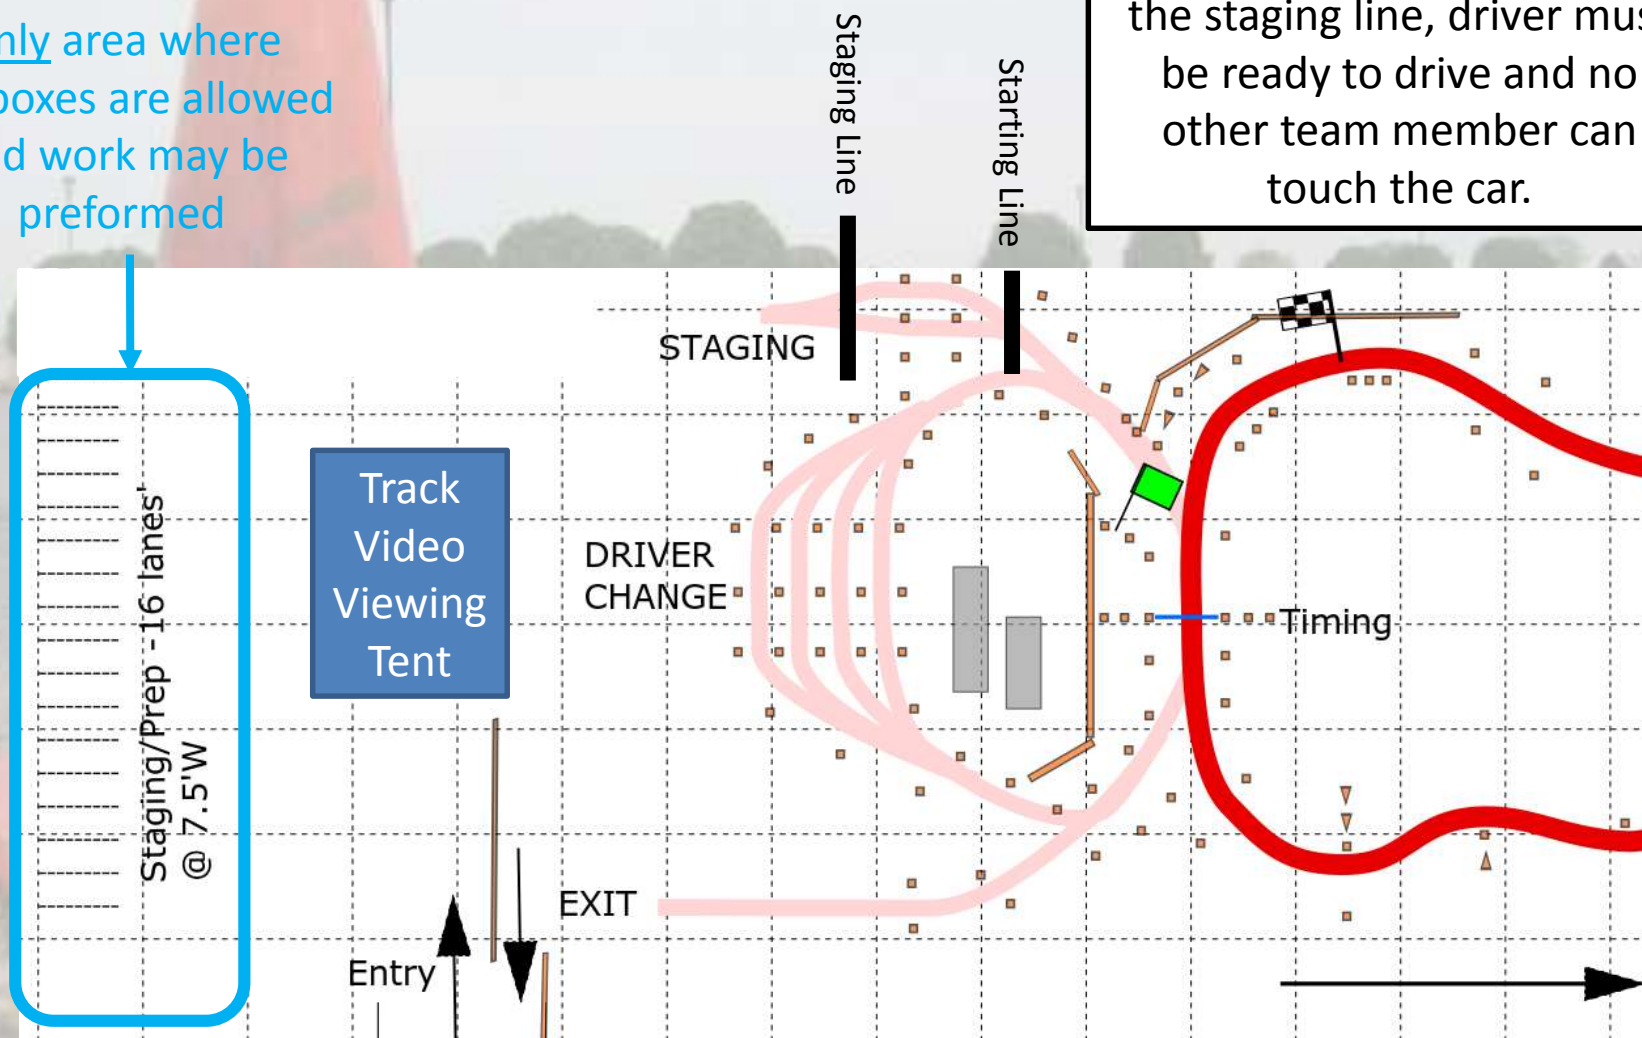 nly area where
boxes are allowed
d work may be
preformed
Staging Line
Starting Line
the staging line, driver mus
be ready to drive and no
other team member can
touch the car.
STAGING
Track
Video
Viewing
Tent
DRIVER
CHANGE
Timing
Staging/Prep -16 lanes'
@ 7.5'W
EXIT
Entry